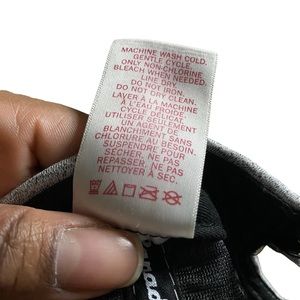 MACHINE WASH COLD.
GENTLE CYCLE.
ONLY NON-CHLORINE
BLEACH WHEN NEEDED.
LINE DRY.
DO NOT IRON.
DO NOT DRY CLEAN.
LAVER À LA MACHINE
À L'EAU FROIDE.
CYCLE DÉLICAT.
UTILISER SEULEMENT
UN AGENT DE
BLANCHIMENT SANS
CHLORURE AU BESOIN.
SUSPENDRE POUR
SÉCHER. NE PAS
REPASSER. NE PAS
NETTOYER À SEC.